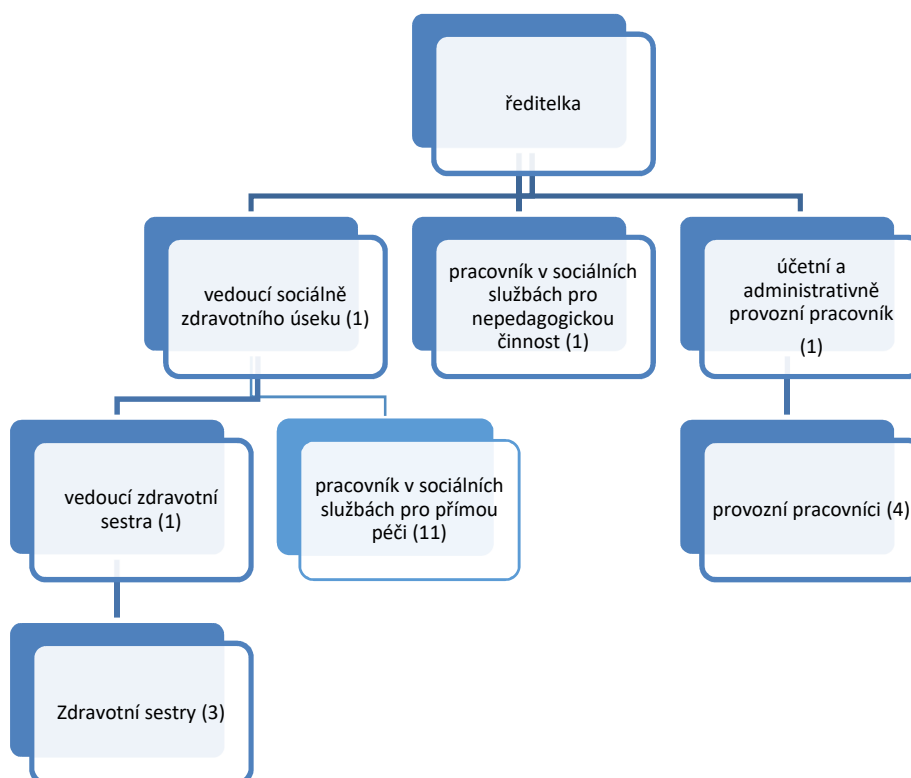 ředitelka
vedoucí sociálně
zdravotního úseku (1)
pracovník v sociálních
službách pro
nepedagogickou
činnost (1)
účetní a
administrativně
provozní pracovník
(1)
vedoucí zdravotní
sestra (1)
pracovník v sociálních
službách pro přímou
péči (11)
provozní pracovníci (4)
Zdravotní sestry (3)